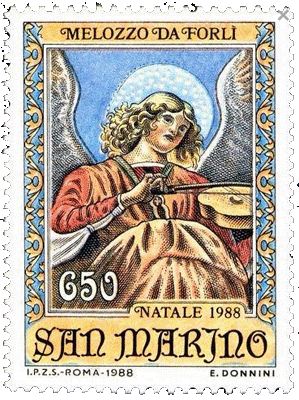 MELOZZO DA FORLÌ
650
NATALE 1988
SAN MARINO
I.P.Z.S.-ROMA-1988 E. DONNINI